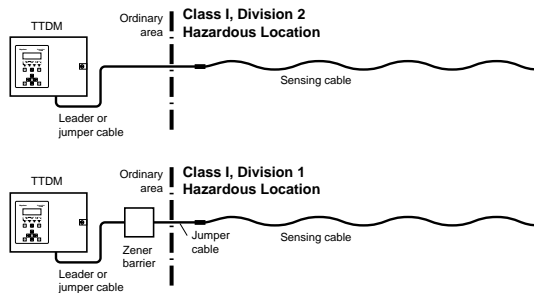 TTDM
Ordinary
area
Class I, Division 2
Hazardous Location
Sensing cable
Leader or
jumper cable
TTDM
Ordinary
area
Class I, Division 1
Hazardous Location
Zener
barrier
Jumper
cable
Sensing cable
Leader or
jumper cable